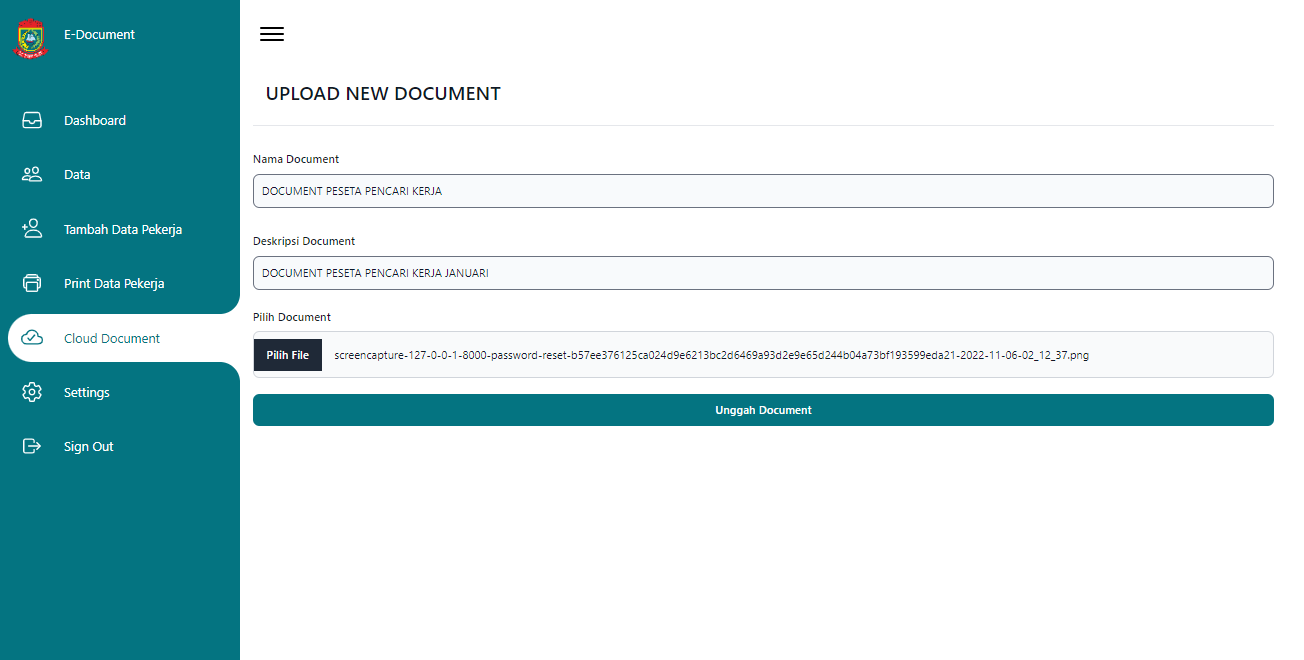 E-Document
Dashboard
Data
Tambah Data Pekerja
Print Data Pekerja
Cloud Document
Settings
Sign Out
UPLOAD NEW DOCUMENT
Nama Document
DOCUMENT PESETA PENCARI KERJA
Deskripsi Document
DOCUMENT PESETA PENCARI KERJA JANUARI
Pilih Document
Pilih File screencapture-127-0-0-1-8000-password-reset-b57ee376125ca024d9e6213bc2d6469a93d2e9e65d244b04a73bf193599eda21-2022-11-06-02_12_37.png
Unggah Document